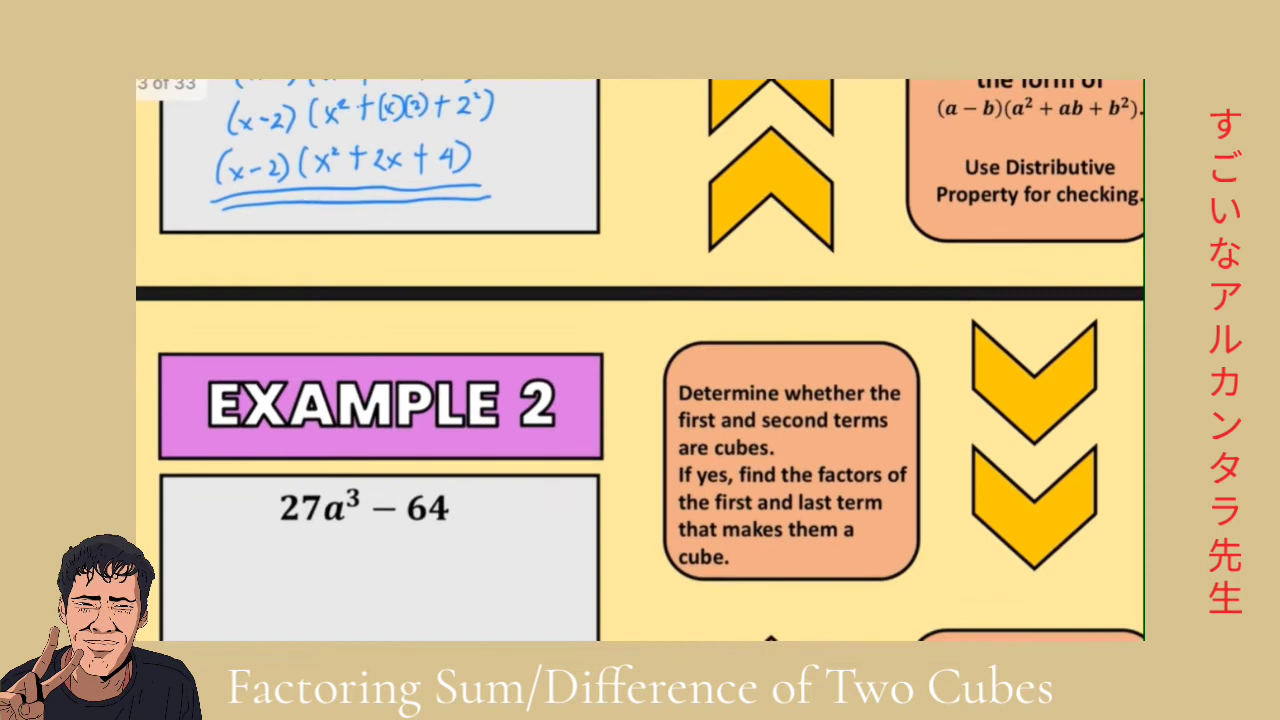 3 of 33
(x-2) (x² + (x)(2) + 2²)
(x-2) (x² + 2x + 4)
the form of
(a − b)(a² + ab + b²).
Use Distributive
Property for checking.
EXAMPLE 2
27a³ − 64
Determine whether the
first and second terms
are cubes.
If yes, find the factors of
the first and last term
that makes them a
cube.
すごいなアルカンタラ先生
Factoring Sum/Difference of Two Cubes